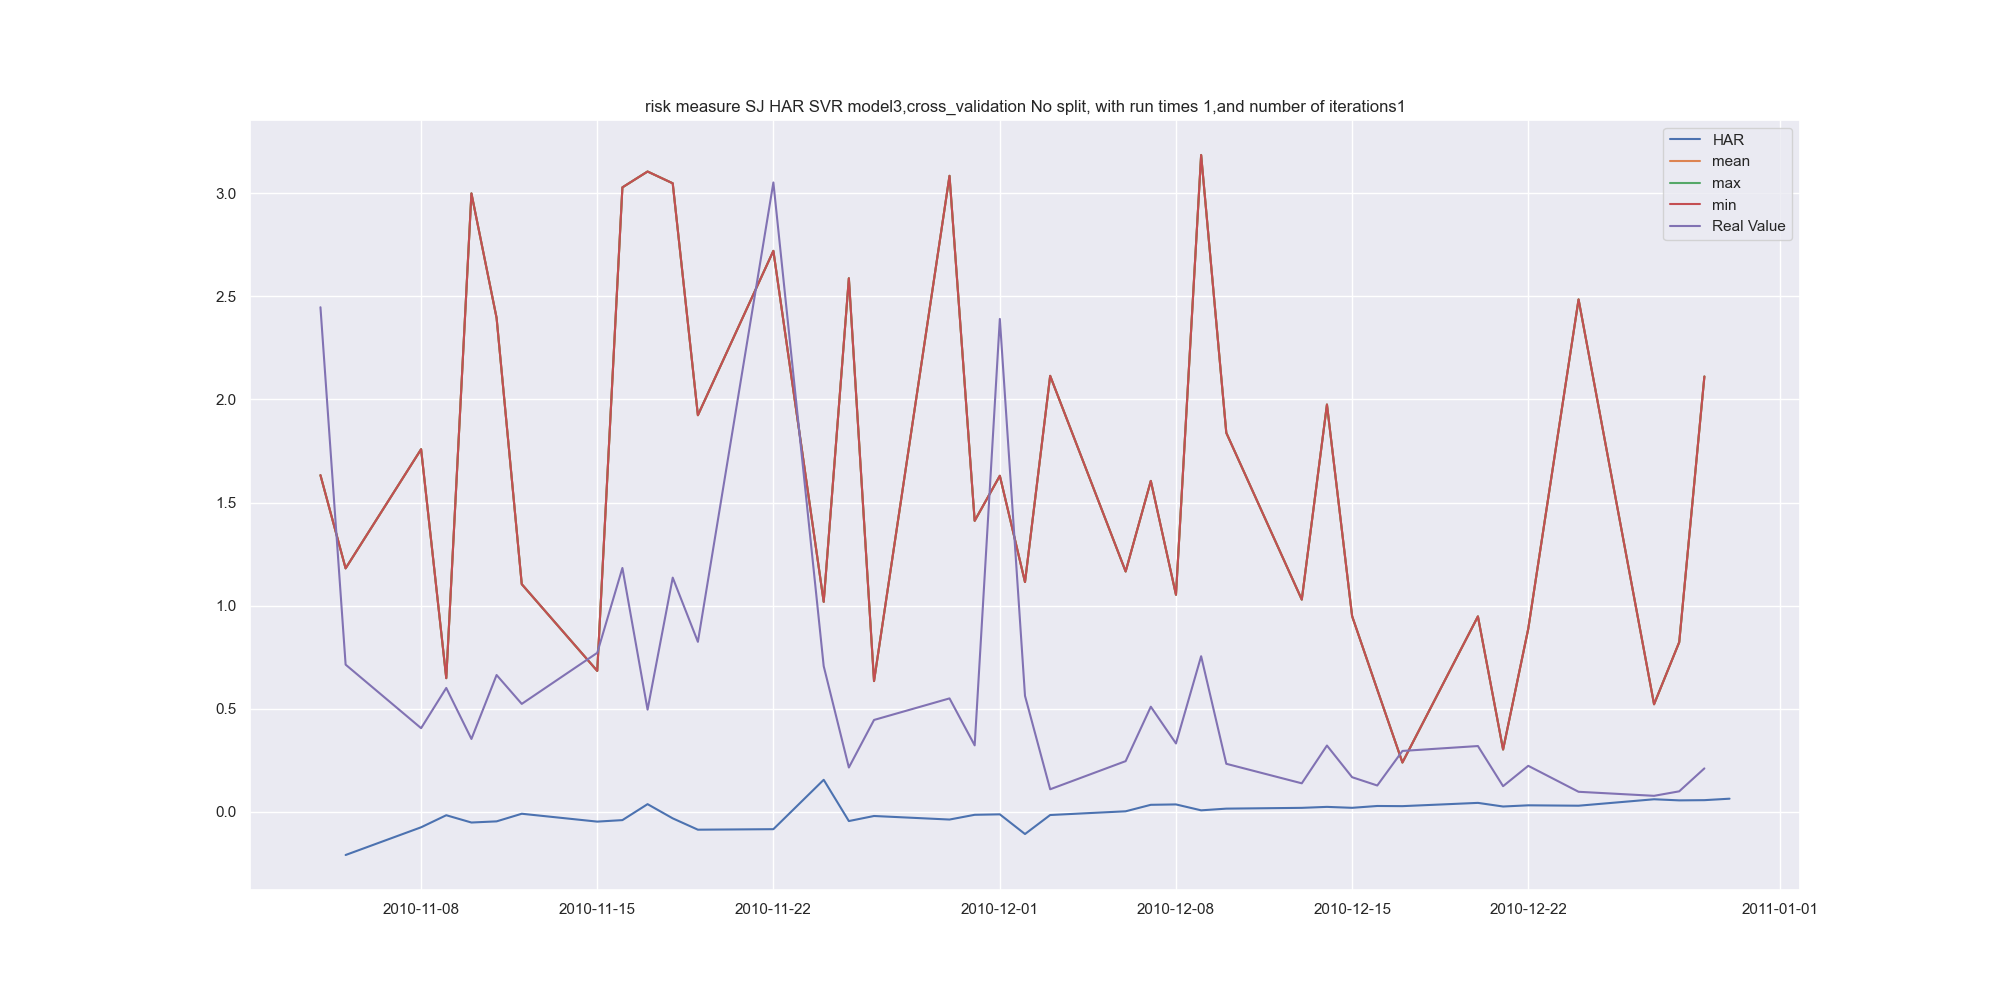 risk measure SJ HAR SVR model3,cross_validation No split, with run times 1,and number of iterations1
HAR
mean
max
min
Real Value
3.0
2.5
2.0
1.5
1.0
0.5
0.0
2010-11-08
2010-11-15
2010-11-22
2010-12-01
2010-12-08
2010-12-15
2010-12-22
2011-01-01